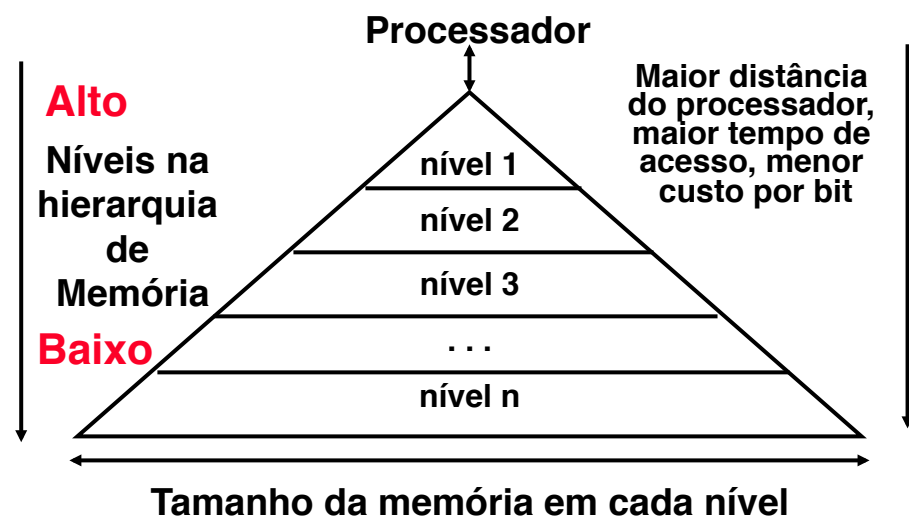 Processador
Alto
Níveis na
hierarquia
de
Memória
Baixo
nível 1
nível 2
nível 3
. . .
nível n
Maior distância
do processador,
maior tempo de
acesso, menor
custo por bit
Tamanho da memória em cada nível